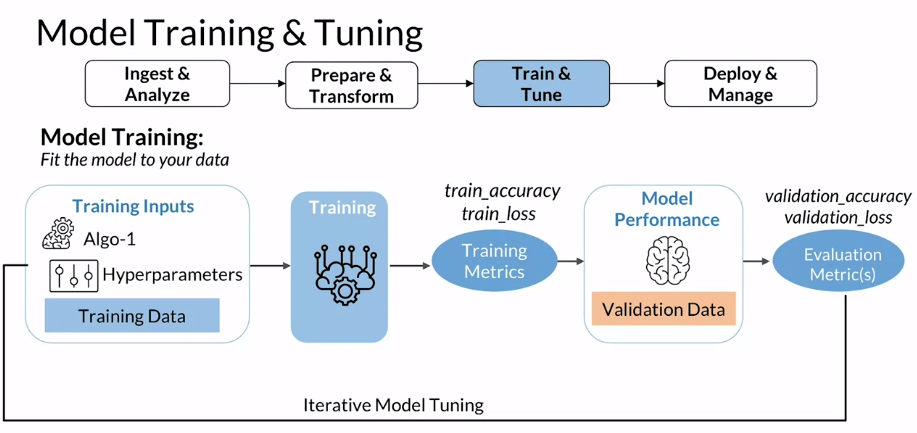 Model Training & Tuning
Ingest &
Analyze
Prepare &
Transform
Train &
Tune
Deploy &
Manage
Model Training:
Fit the model to your data
Training Inputs
Algo-1
Hyperparameters
Training Data
Training
train_accuracy
train_loss
Training
Metrics
Model
Performance
Validation Data
validation_accuracy
validation_loss
Evaluation
Metric(s)
Iterative Model Tuning